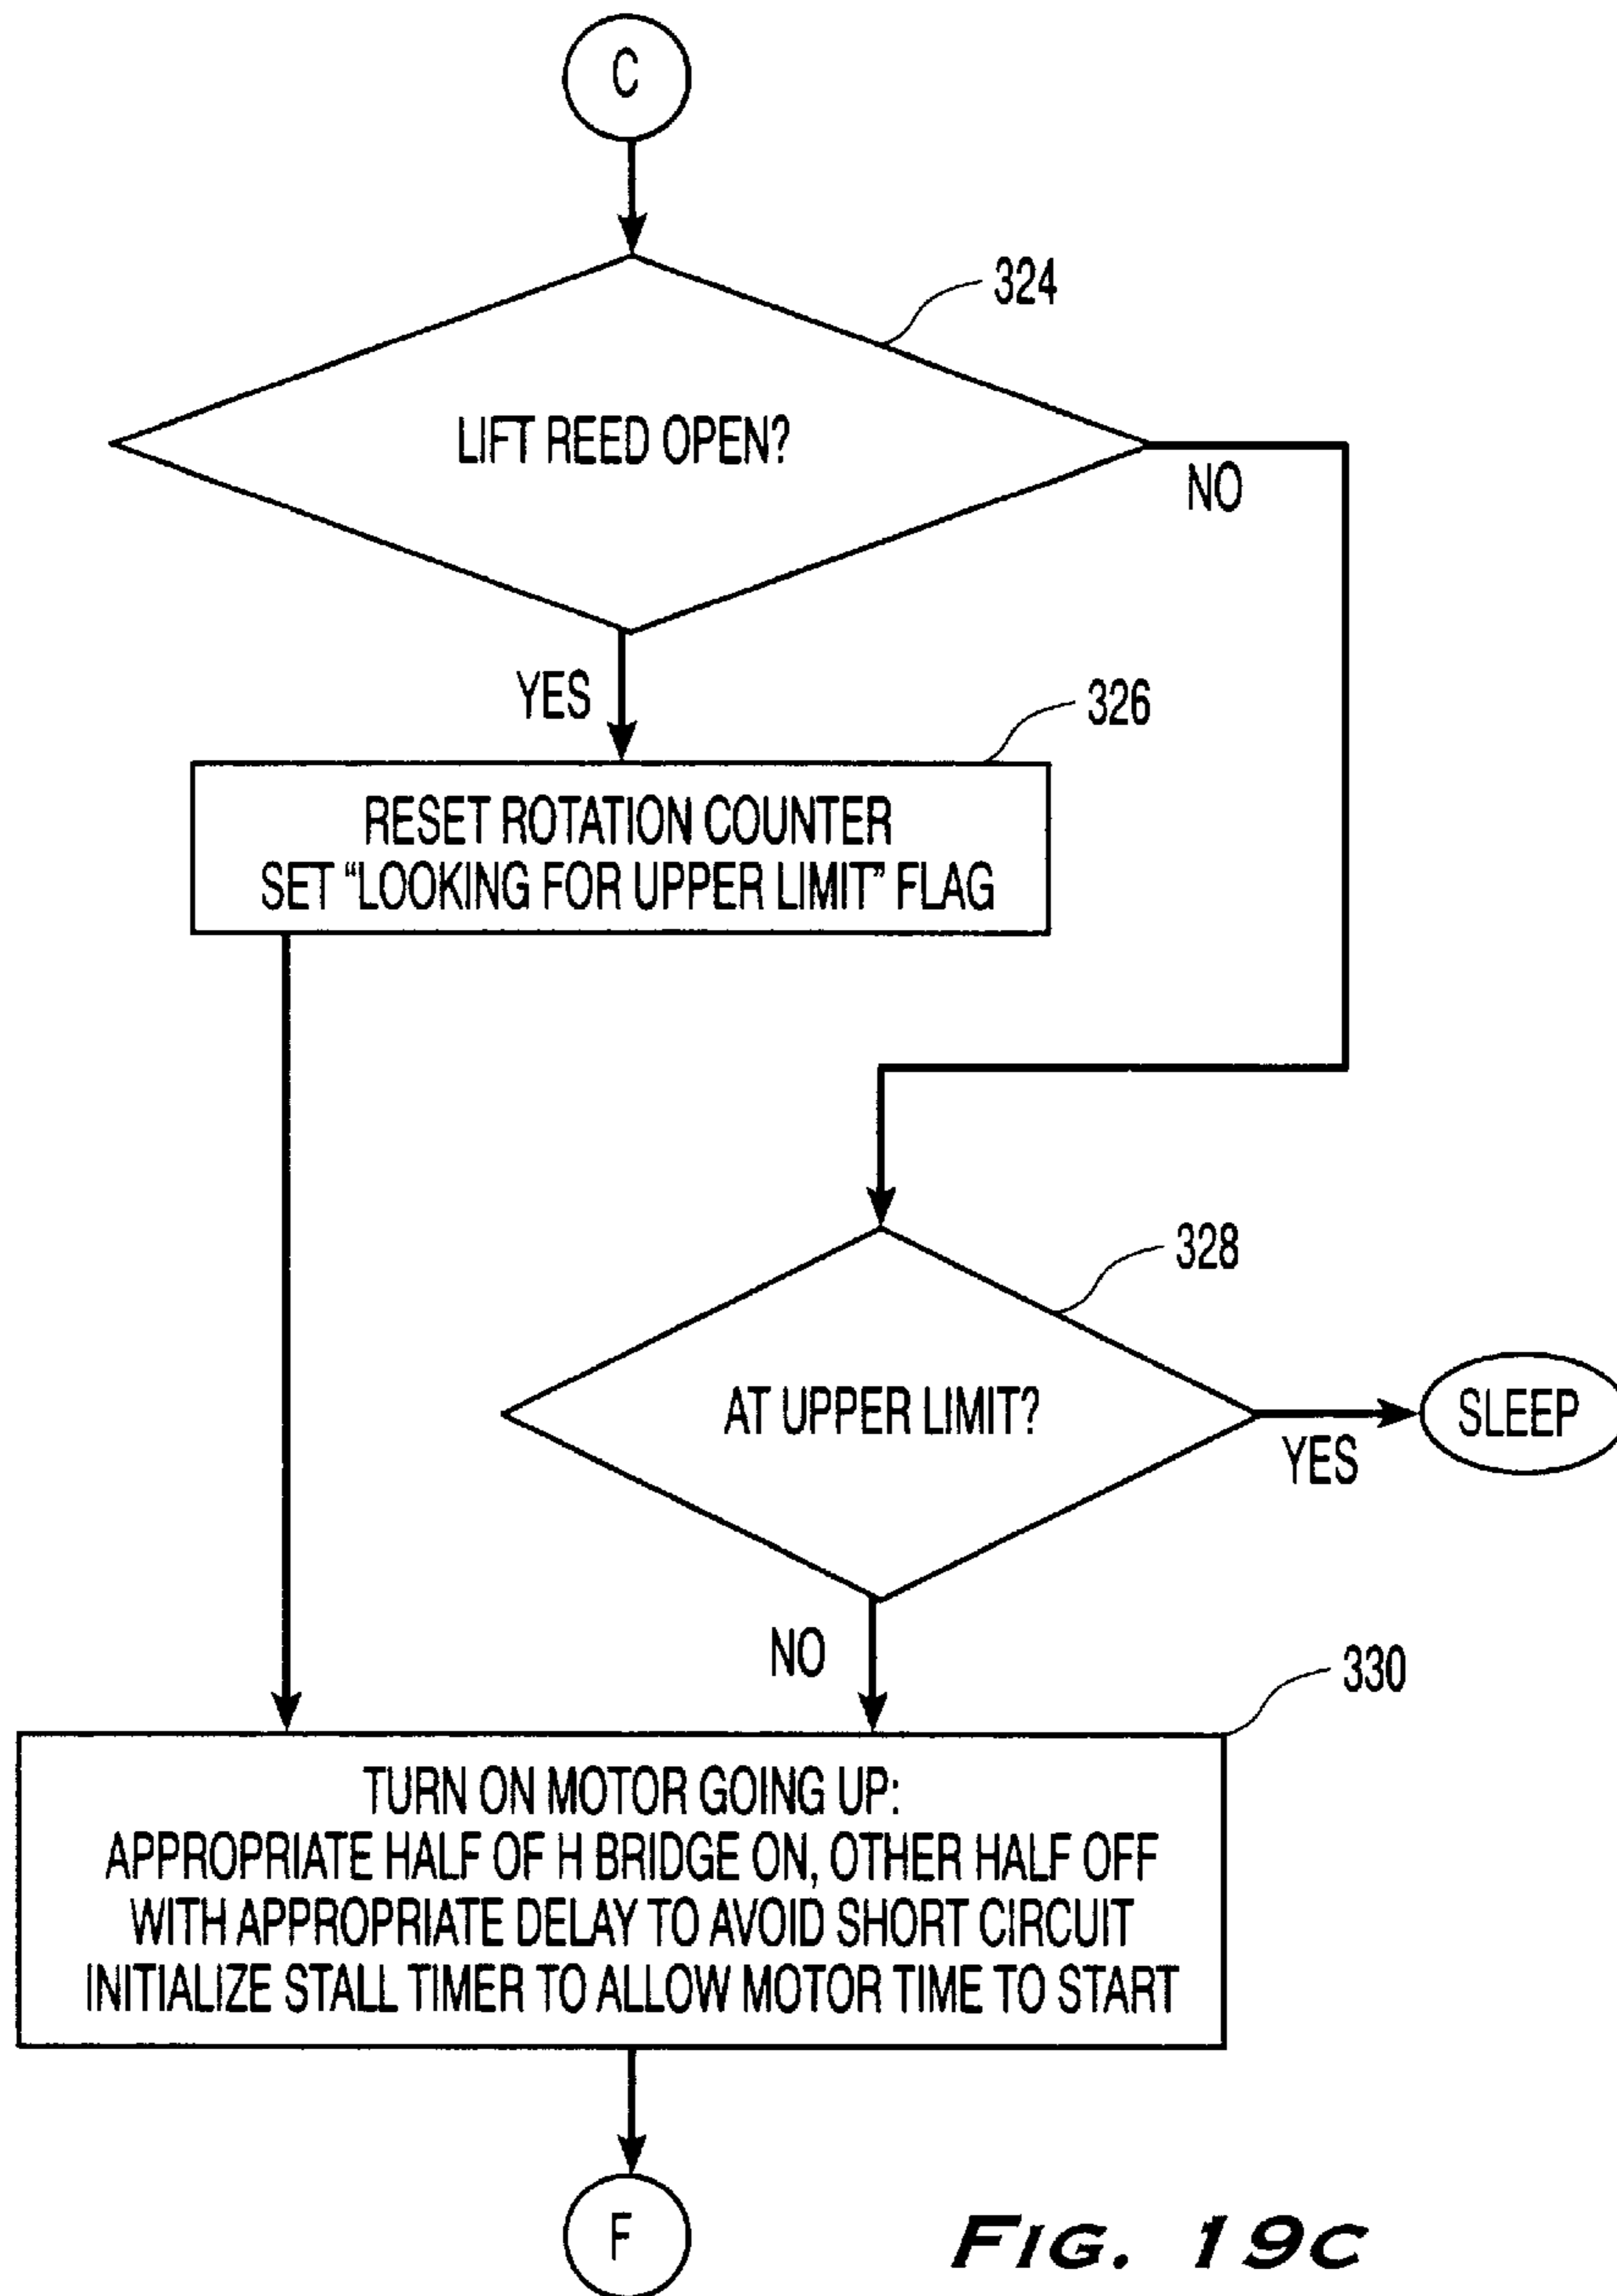 C
324
LIFT REED OPEN?
NO
YES
326
RESET ROTATION COUNTER
SET “LOOKING FOR UPPER LIMIT” FLAG
328
AT UPPER LIMIT?
YES
SLEEP
NO
330
TURN ON MOTOR GOING UP:
APPROPRIATE HALF OF H BRIDGE ON, OTHER HALF OFF
WITH APPROPRIATE DELAY TO AVOID SHORT CIRCUIT
INITIALIZE STALL TIMER TO ALLOW MOTOR TIME TO START
F
FIG. 19C